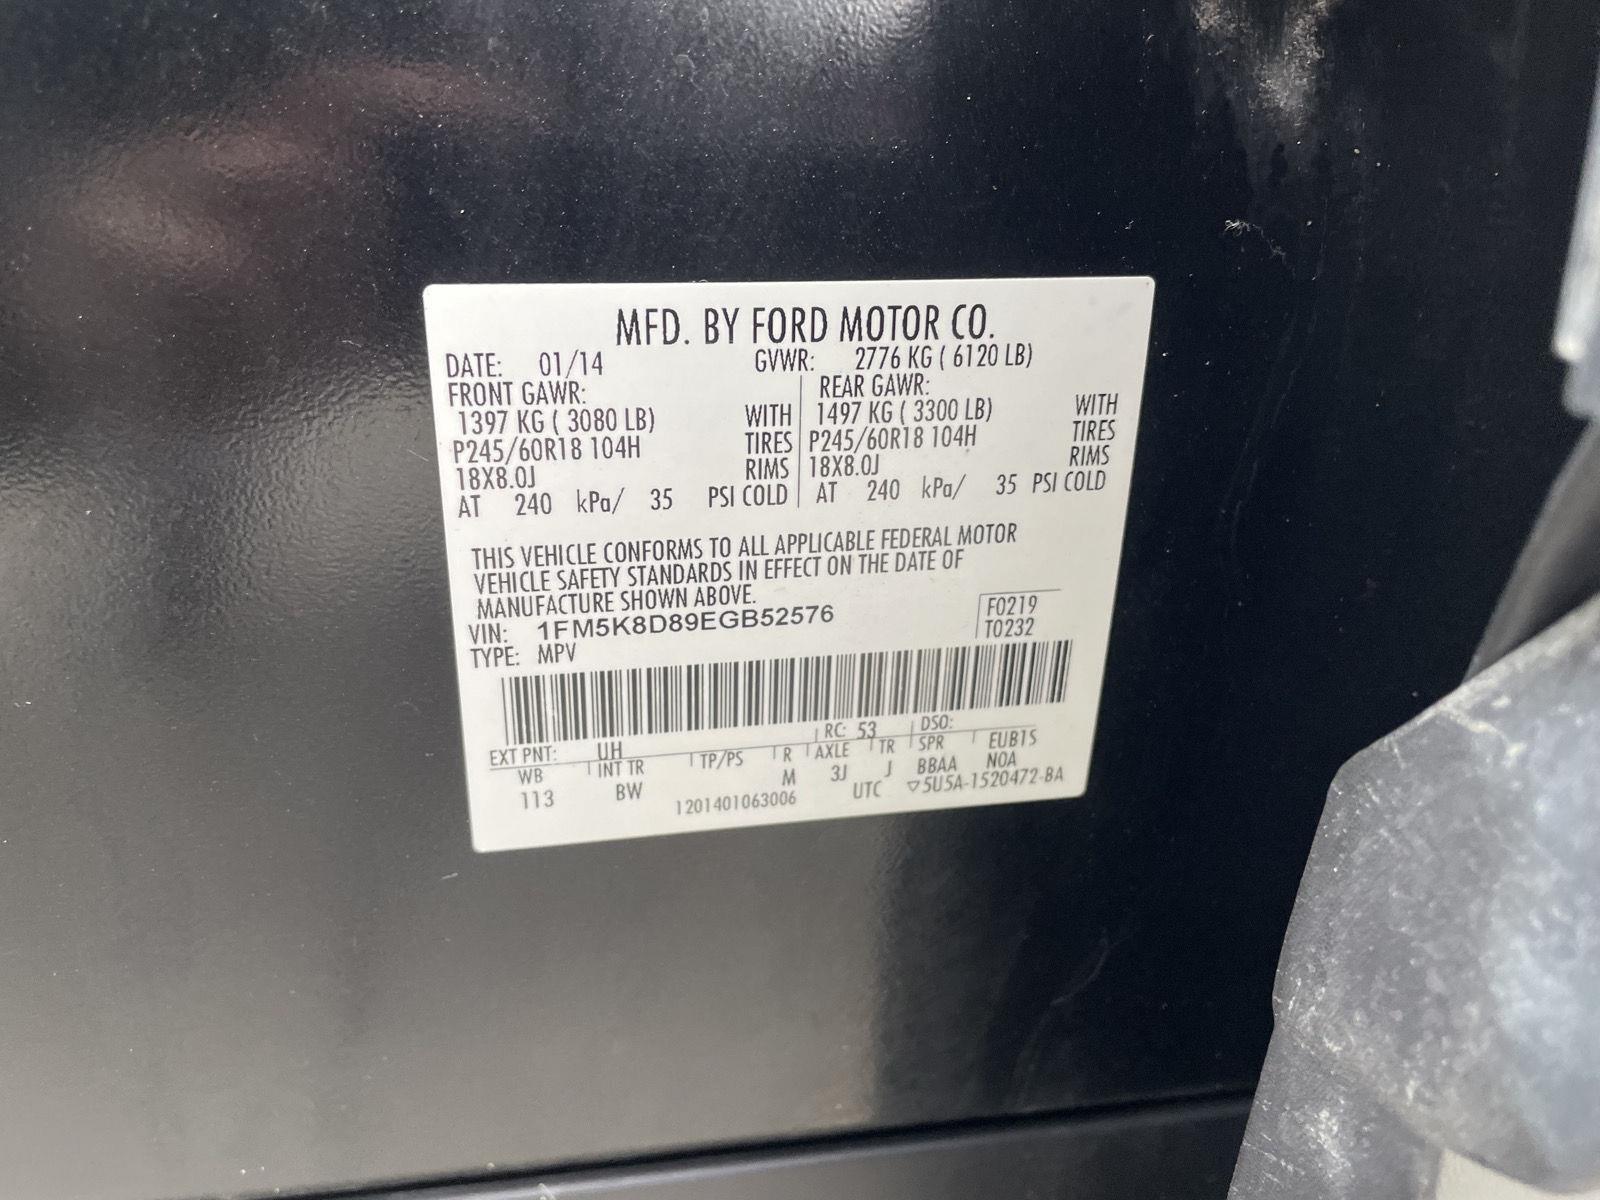 MFD. BY FORD MOTOR CO.
DATE: 01/14 GVWR: 2776 KG ( 6120 LB)
FRONT GAWR: REAR GAWR:
1397 KG ( 3080 LB) WITH 1497 KG ( 3300 LB) WITH
P245/60R18 104H TIRES P245/60R18 104H TIRES
18X8.0J RIMS 18X8.0J RIMS
AT 240 kPa/ 35 PSI COLD AT 240 kPa/ 35 PSI COLD
THIS VEHICLE CONFORMS TO ALL APPLICABLE FEDERAL MOTOR
VEHICLE SAFETY STANDARDS IN EFFECT ON THE DATE OF
MANUFACTURE SHOWN ABOVE.
VIN: 1FM5K8D89EGB52576 F0219
TYPE: MPV T0232
EXT PNT: UH RC: 53 DSO:
WB INT TR TP/PS R AXLE TR SPR EUB1S
113 BW M 3J J BBAA NOA
1201401063006 UTC ▽5U5A-1520472-BA